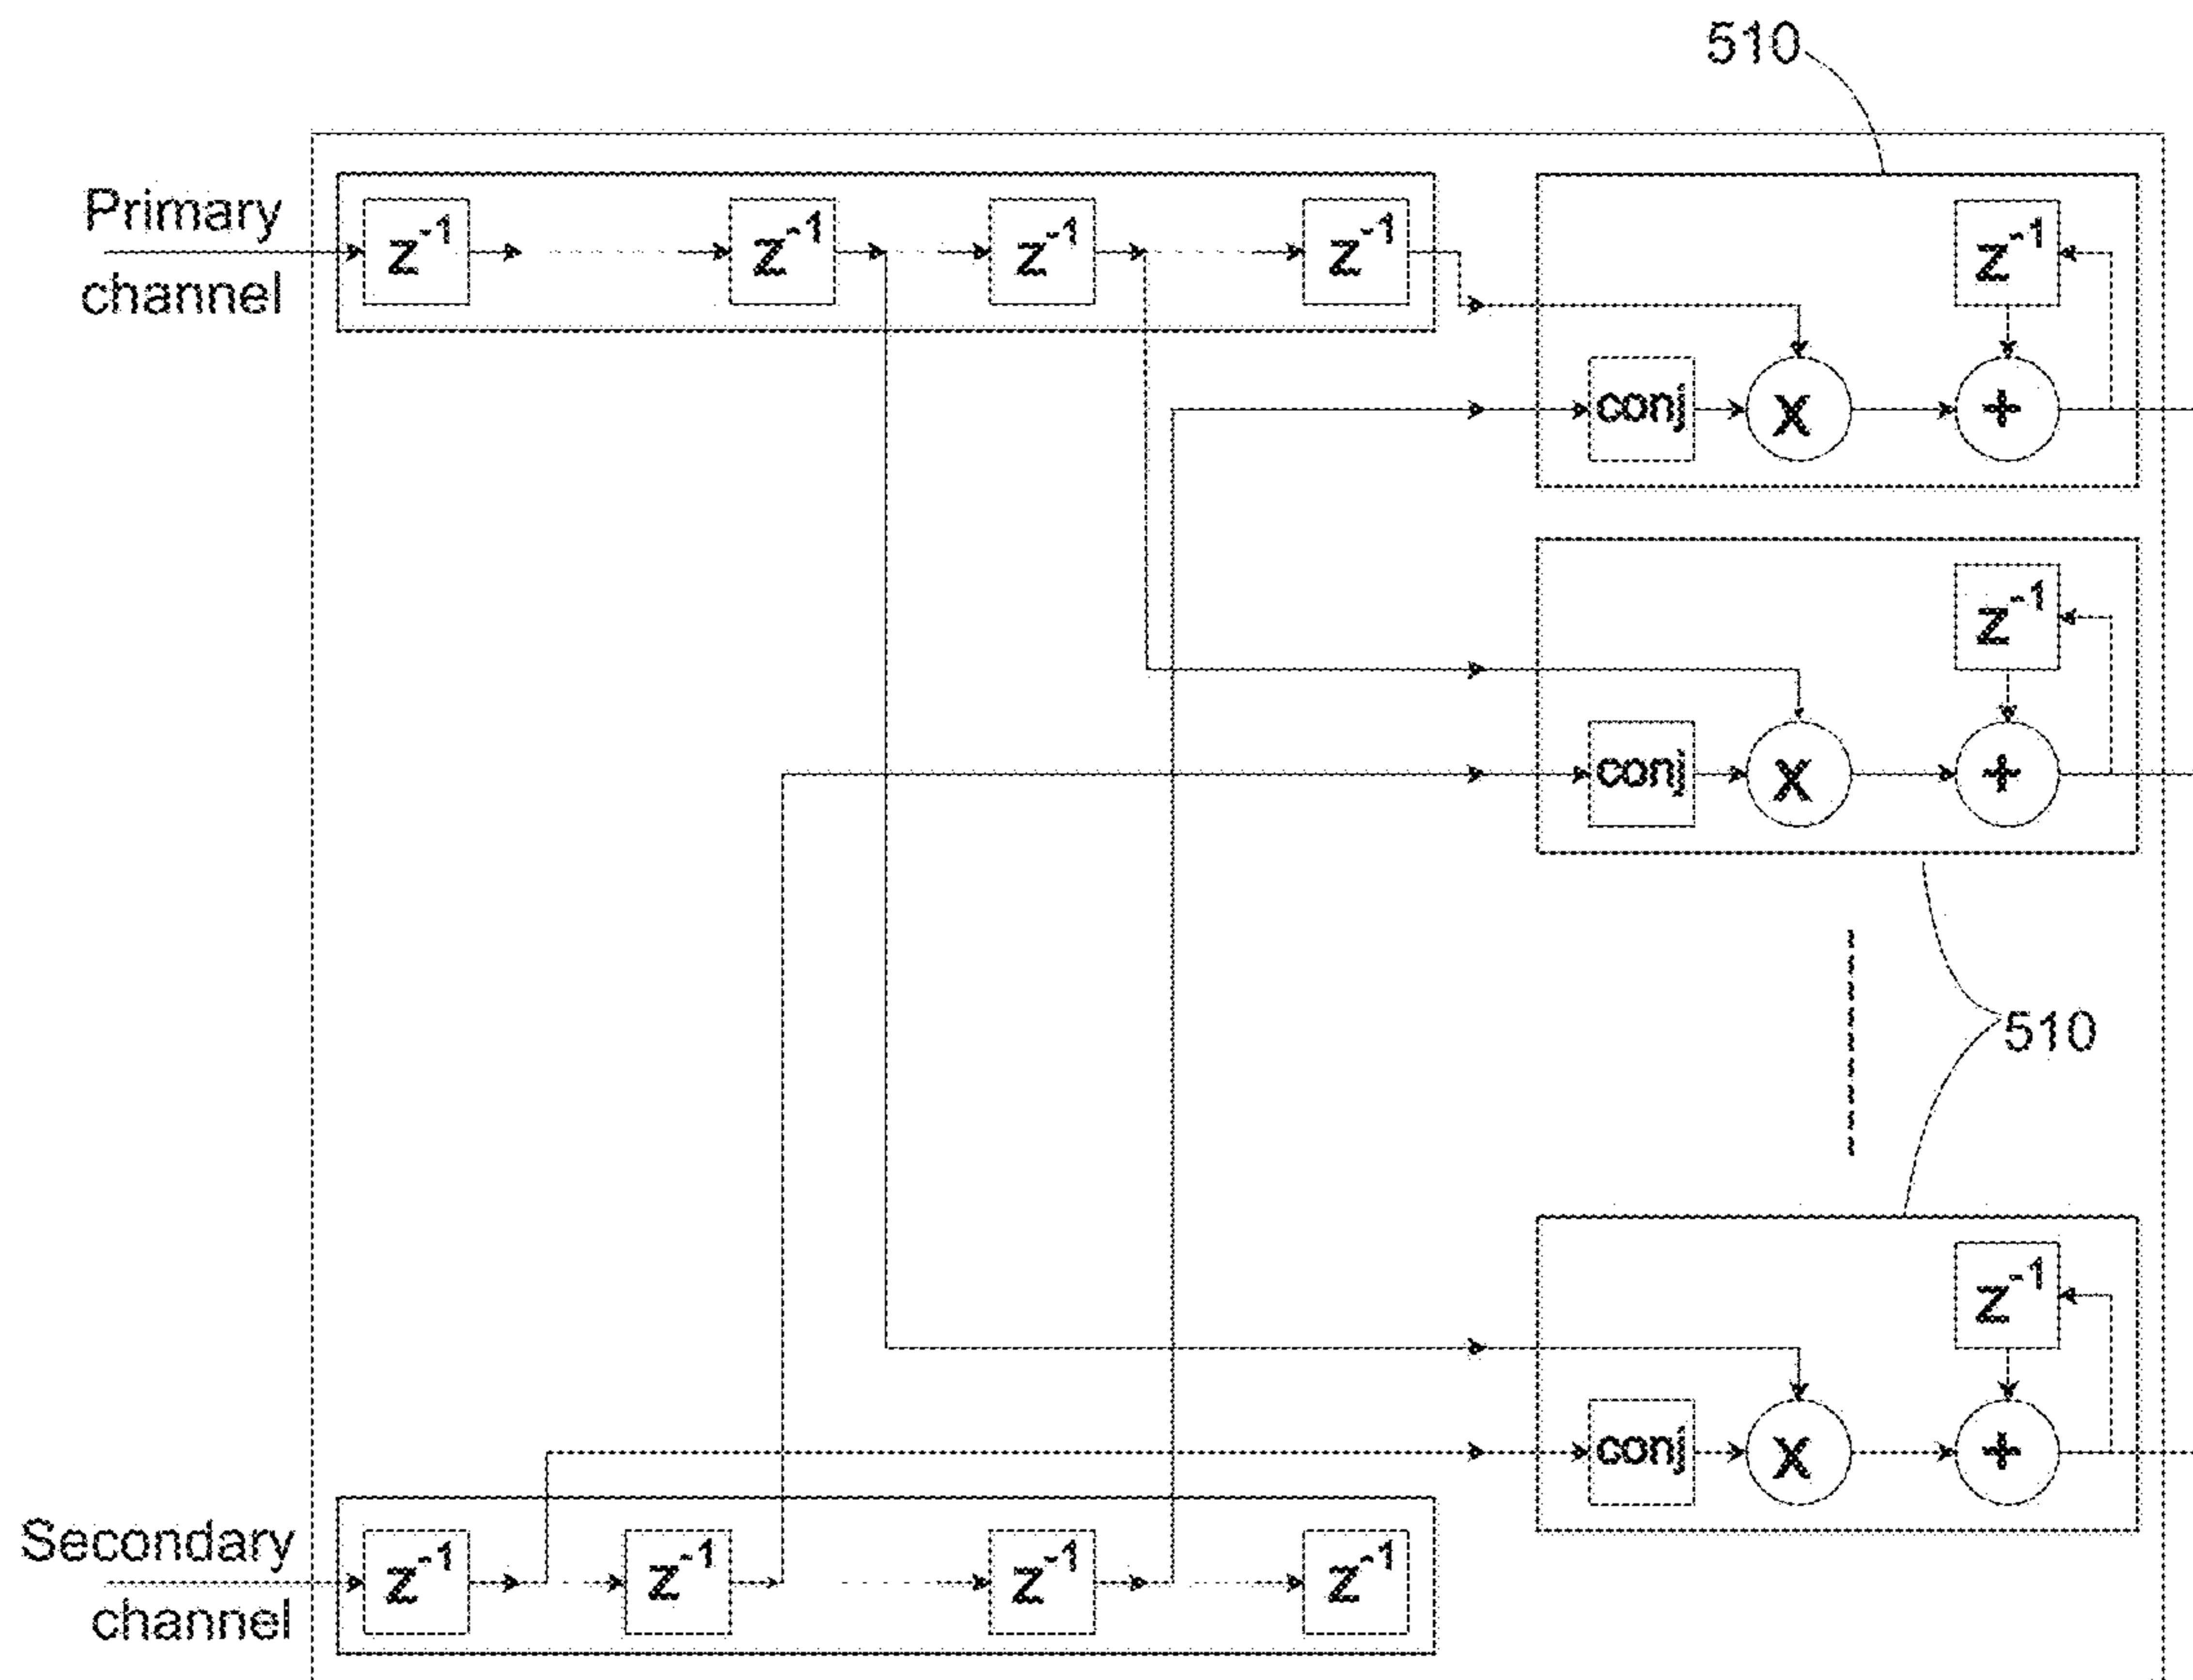 510
Primary
channel
z⁻¹ z⁻¹ z⁻¹ z⁻¹ z⁻¹
conj X +
z⁻¹
conj X +
510
z⁻¹
conj X +
Secondary
channel
z⁻¹ z⁻¹ z⁻¹ z⁻¹